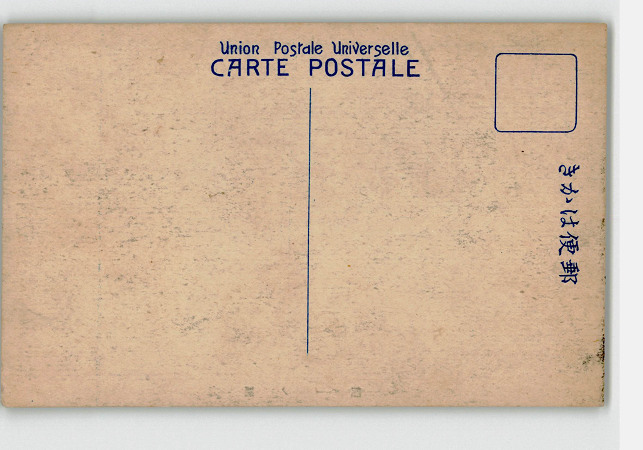 Union Postale Universelle
CARTE POSTALE
きかは便郵